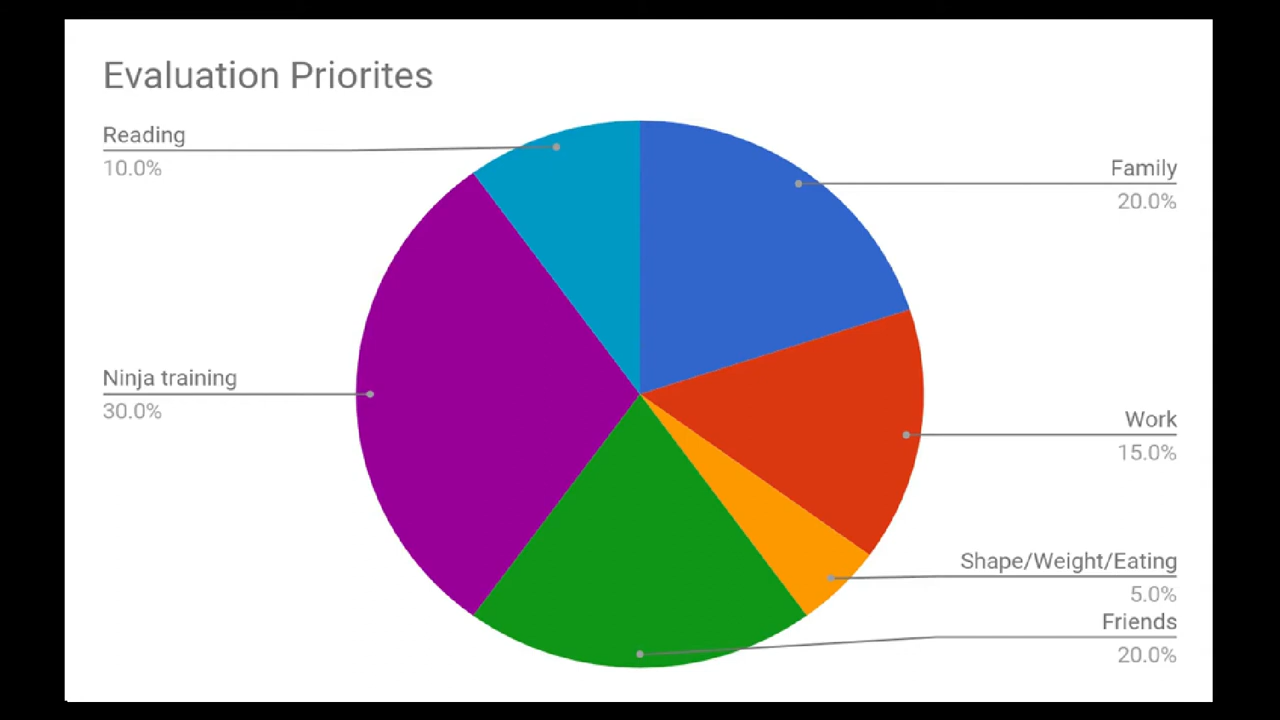 Evaluation Priorites
Reading
10.0%
Family
20.0%
Ninja training
30.0%
Work
15.0%
Shape/Weight/Eating
5.0%
Friends
20.0%